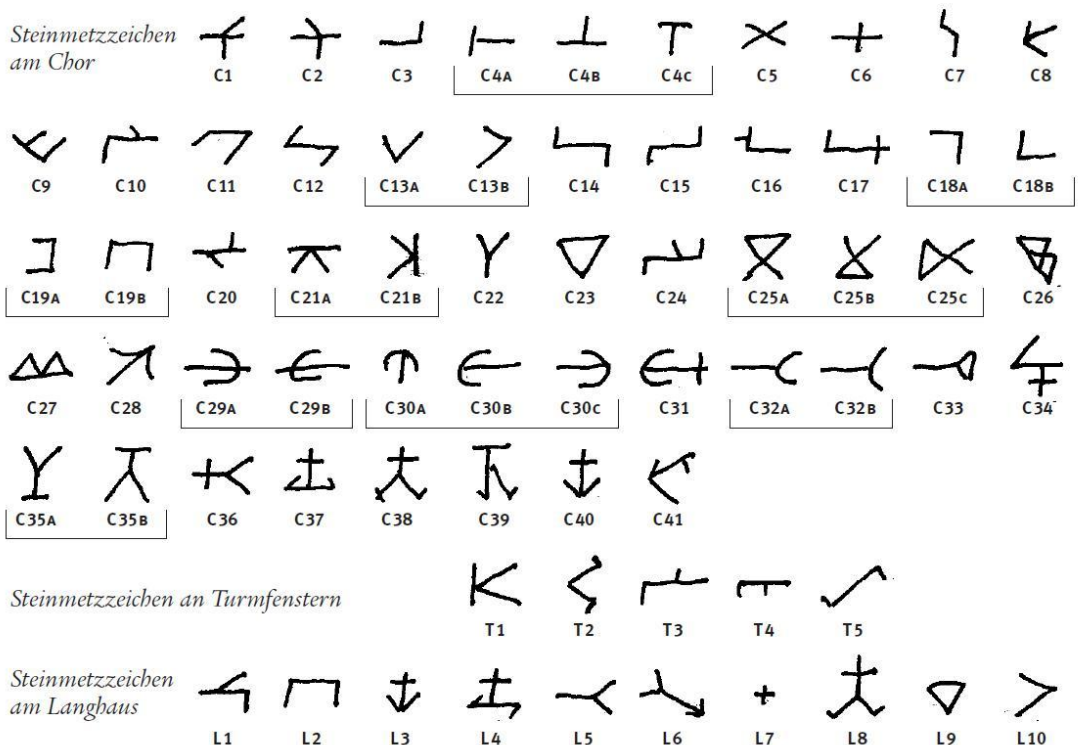 Steinmetzzeichen
am Chor
C1 C2 C3 C4A C4B C4C C5 C6 C7 C8
C9 C10 C11 C12 C13A C13B C14 C15 C16 C17 C18A C18B
C19A C19B C20 C21A C21B C22 C23 C24 C25A C25B C25C C26
C27 C28 C29A C29B C30A C30B C30C C31 C32A C32B C33 C34
C35A C35B C36 C37 C38 C39 C40 C41
Steinmetzzeichen an Turmfenstern
T1 T2 T3 T4 T5
Steinmetzzeichen
am Langhaus
L1 L2 L3 L4 L5 L6 L7 L8 L9 L10